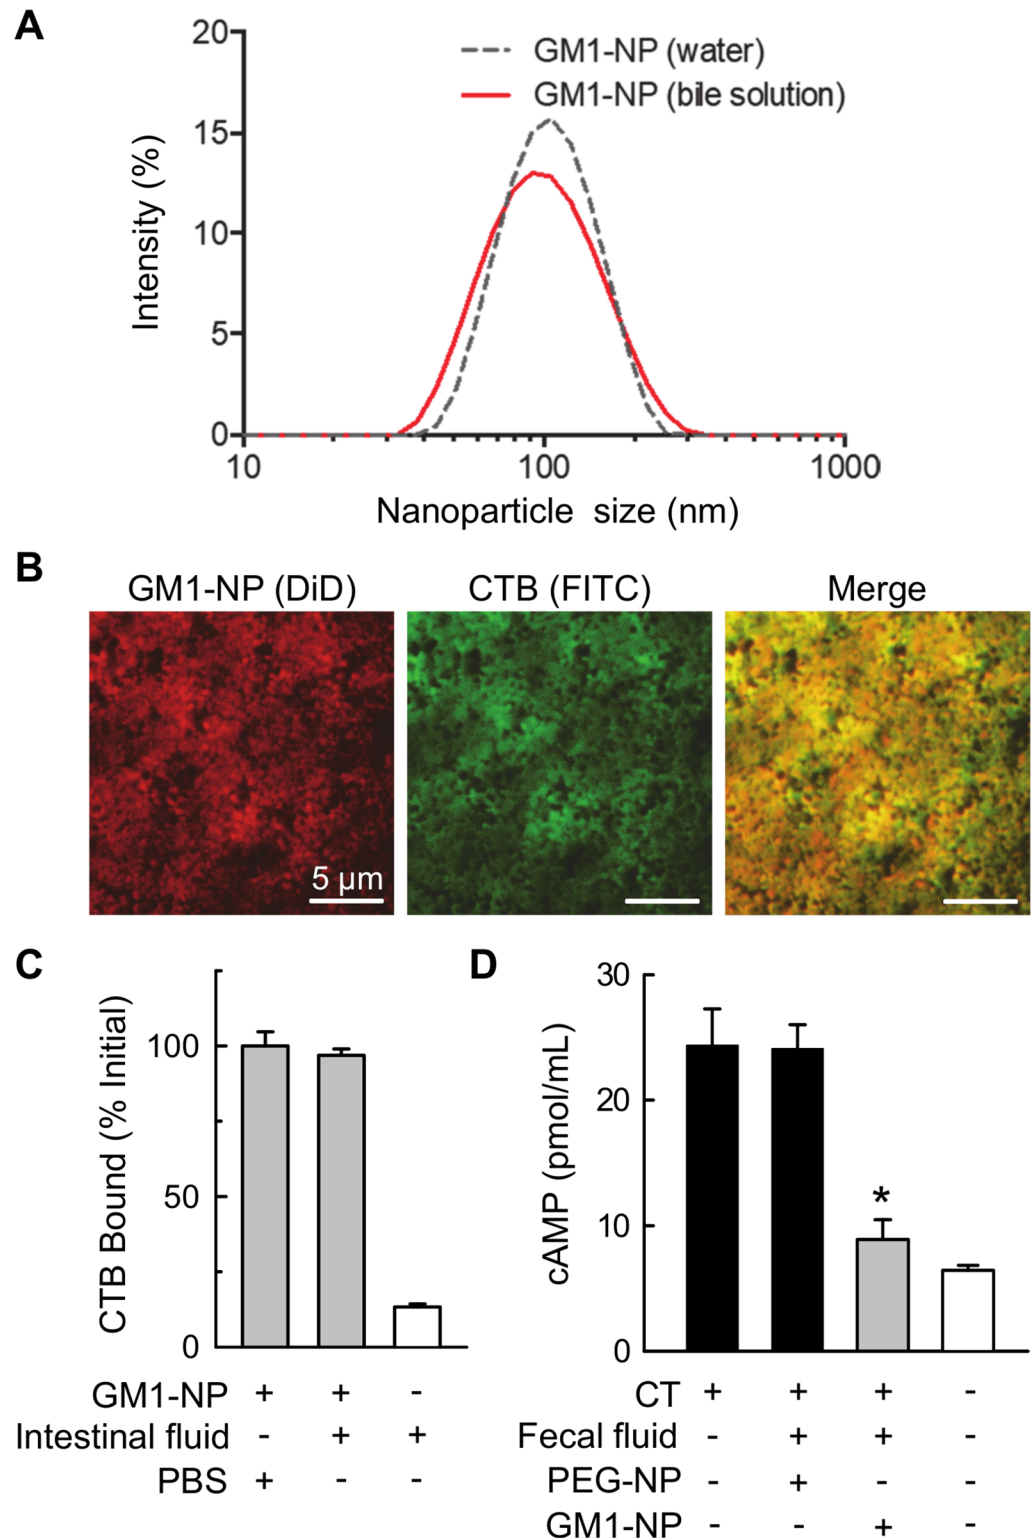 A
20
15
10
5
0
Intensity (%)
GM1-NP (water)
GM1-NP (bile solution)
10 100 1000
Nanoparticle size (nm)
B
GM1-NP (DiD) CTB (FITC) Merge
5 µm
C
CTB Bound (% Initial)
100
50
0
GM1-NP + + -
Intestinal fluid - + +
PBS + - -
D
cAMP (pmol/mL)
30
20
10
0
*
CT + + + -
Fecal fluid - + + -
PEG-NP - + - -
GM1-NP - - + -